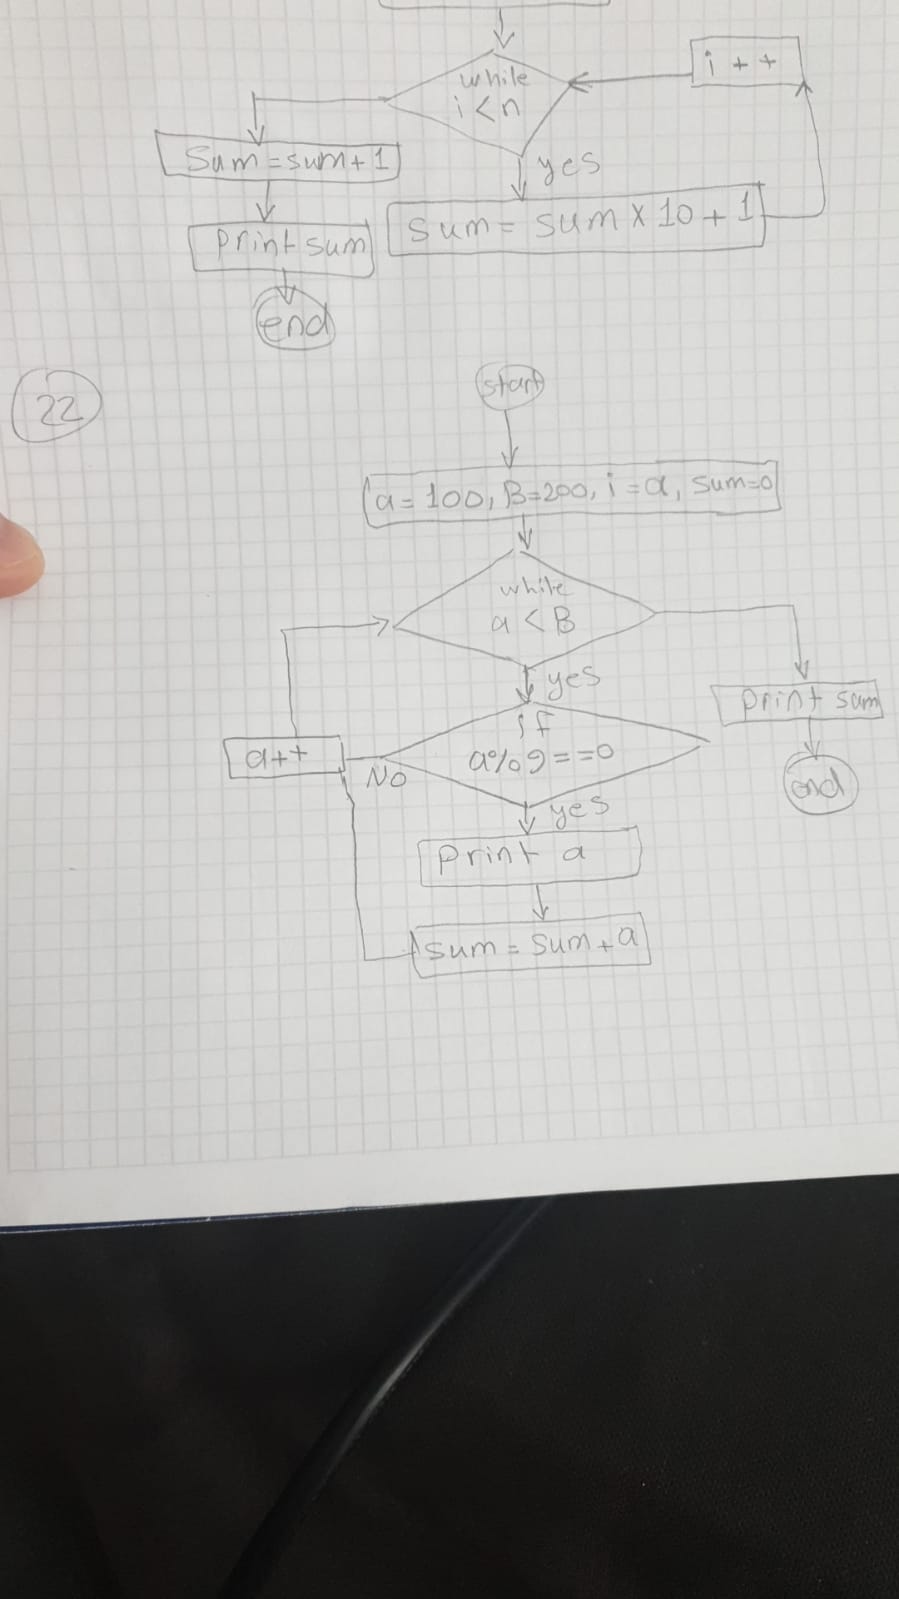 while
i < n
i + +
yes
Sum = sum + 1
Sum = sum x 10 + 1
print sum
end
22
start
a = 100, B=200, i = a, sum=0
while
a < B
yes
print sum
if
a%9==0
a++
No
end
yes
print a
sum = sum + a